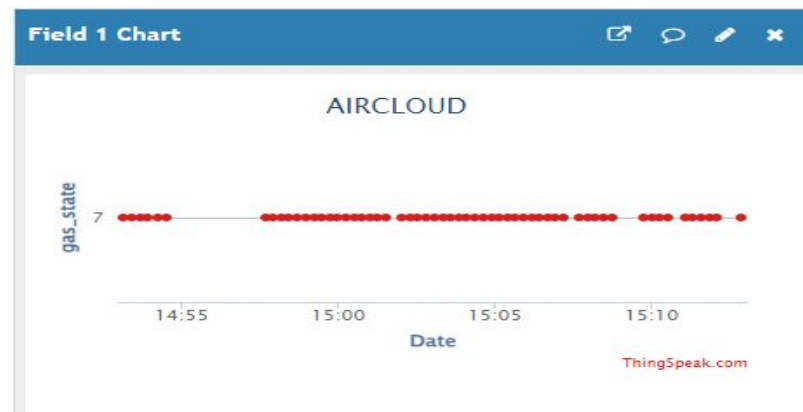 Field 1 Chart
AIRCLOUD
gas_state
7
14:55 15:00 15:05 15:10
Date
ThingSpeak.com